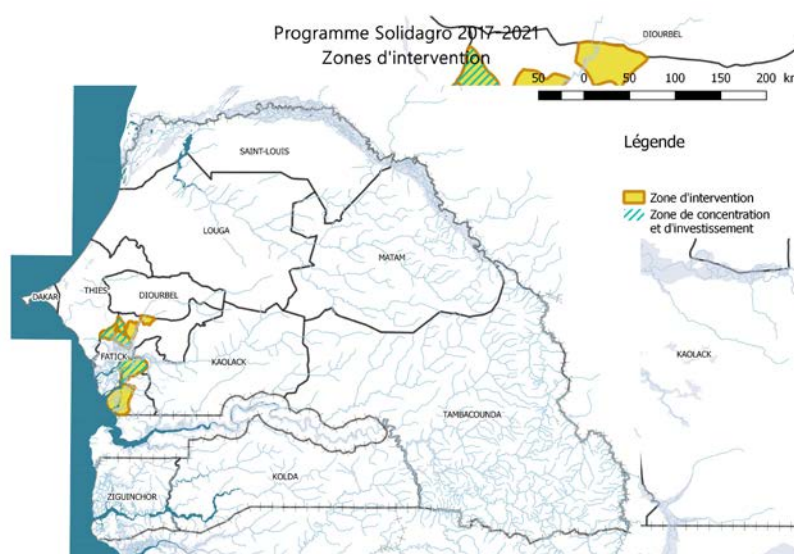 Programme Solidagro 2017-2021
Zones d'intervention
DIOURBEL
50 0 50 100 150 200 km
Légende
Zone d'intervention
Zone de concentration
et d'investissement
SAINT-LOUIS
LOUGA
MATAM
THIES
DAKAR
DIOURBEL
FATICK
KAOLACK
KAOLACK
TAMBACOUNDA
KOLDA
ZIGUINCHOR